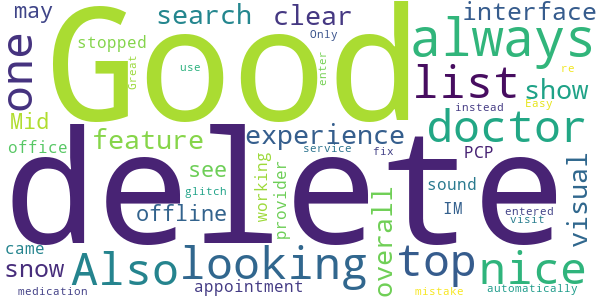 may
search
clear
interface
Good
always
stopped
Only
Great
enter
one
use
list
re
show
Easy
instead
Mid
doctor
feature
experience
office
delete
service
fix
PCP
see
working
provider
visual
glitch
sound
offline
overall
IM
entered
visit
came
snow
Also
looking
top
nice
appointment
medication
mistake
automatically